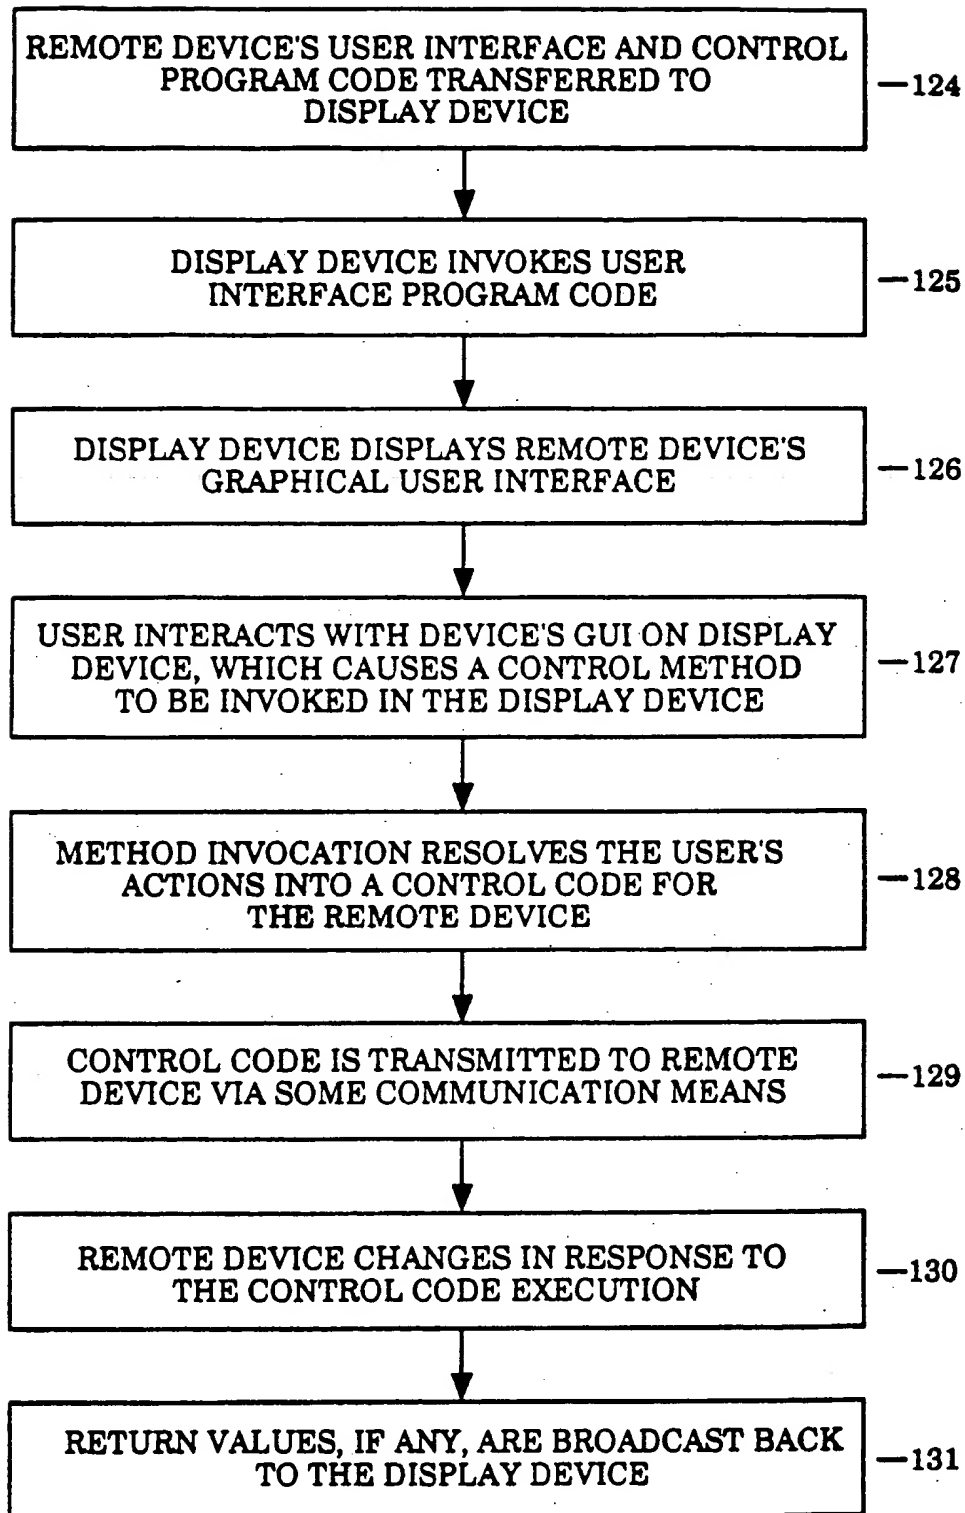 REMOTE DEVICE'S USER INTERFACE AND CONTROL
PROGRAM CODE TRANSFERRED TO
DISPLAY DEVICE
—124
DISPLAY DEVICE INVOKES USER
INTERFACE PROGRAM CODE
—125
DISPLAY DEVICE DISPLAYS REMOTE DEVICE'S
GRAPHICAL USER INTERFACE
—126
USER INTERACTS WITH DEVICE'S GUI ON DISPLAY
DEVICE, WHICH CAUSES A CONTROL METHOD
TO BE INVOKED IN THE DISPLAY DEVICE
—127
METHOD INVOCATION RESOLVES THE USER'S
ACTIONS INTO A CONTROL CODE FOR
THE REMOTE DEVICE
—128
CONTROL CODE IS TRANSMITTED TO REMOTE
DEVICE VIA SOME COMMUNICATION MEANS
—129
REMOTE DEVICE CHANGES IN RESPONSE TO
THE CONTROL CODE EXECUTION
—130
RETURN VALUES, IF ANY, ARE BROADCAST BACK
TO THE DISPLAY DEVICE
—131